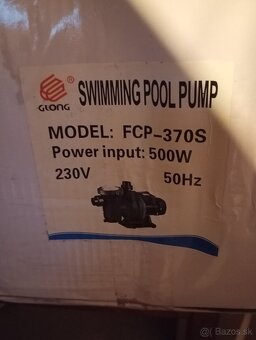 GLONG
SWIMMING POOL PUMP
MODEL: FCP-370S
Power input: 500W
230V 50Hz
Bazos.sk